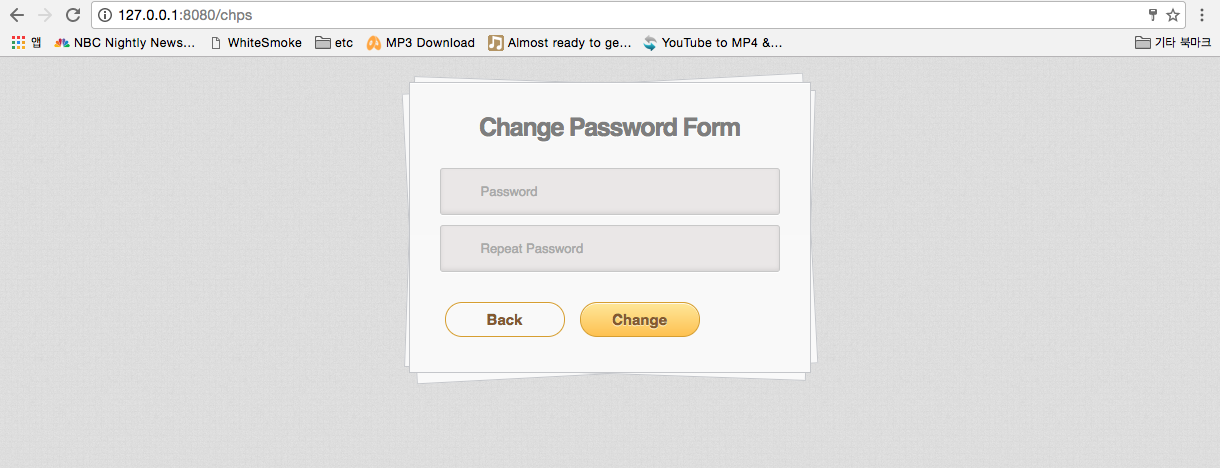 127.0.0.1:8080/chps
앱 NBC Nightly News... WhiteSmoke etc MP3 Download Almost ready to ge... YouTube to MP4 &... 기타 북마크
Change Password Form
Password
Repeat Password
Back Change